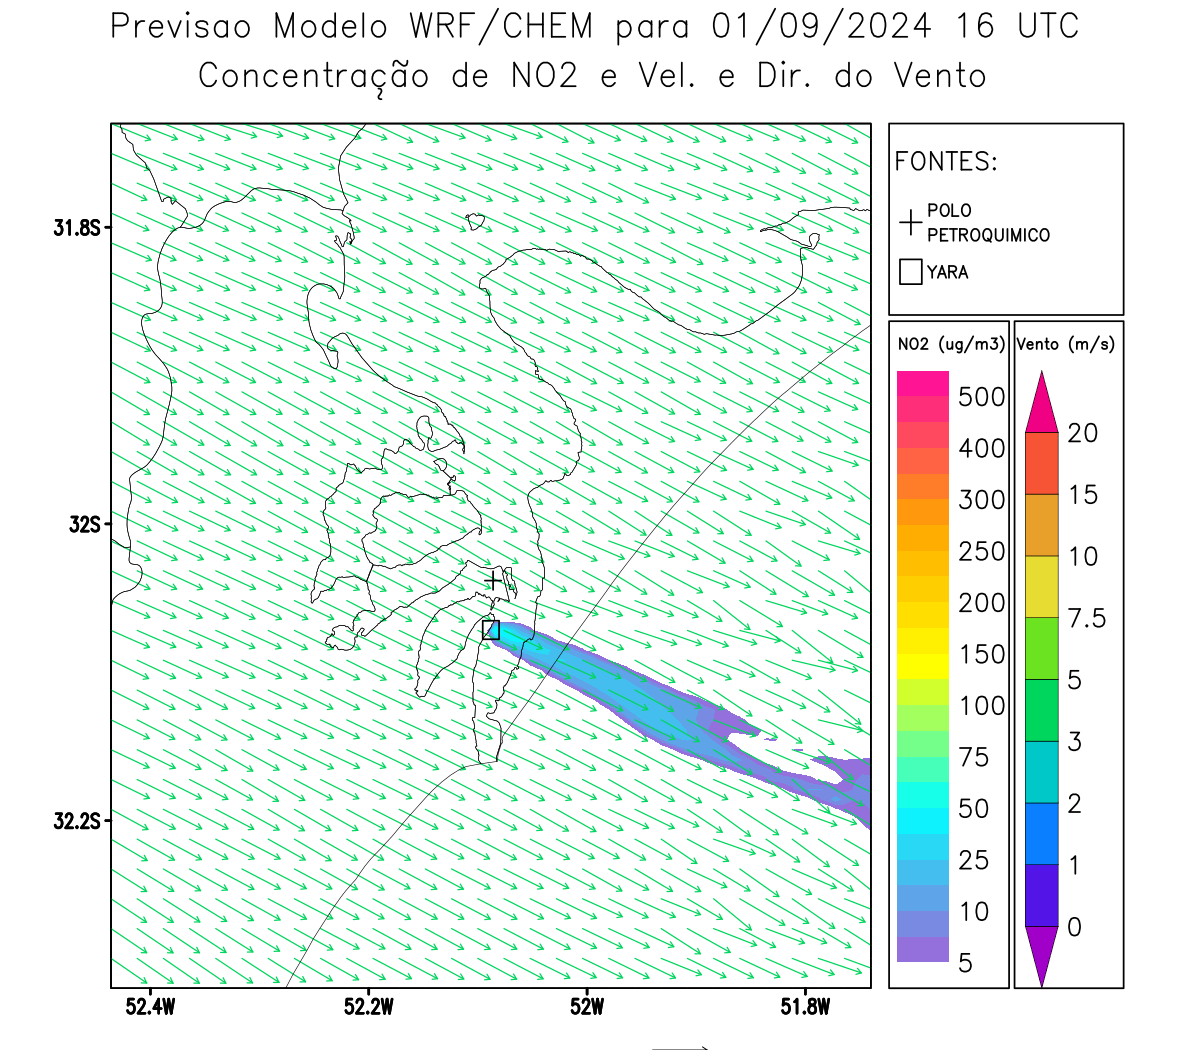 Previsao Modelo WRF/CHEM para 01/09/2024 16 UTC
Concentração de NO2 e Vel. e Dir. do Vento
31.8S
32S
32.2S
52.4W
52.2W
52W
51.8W
FONTES:
POLO
PETROQUIMICO
YARA
NO2 (ug/m3)
500
400
300
250
200
150
100
75
50
25
10
5
Vento (m/s)
20
15
10
7.5
5
3
2
1
0